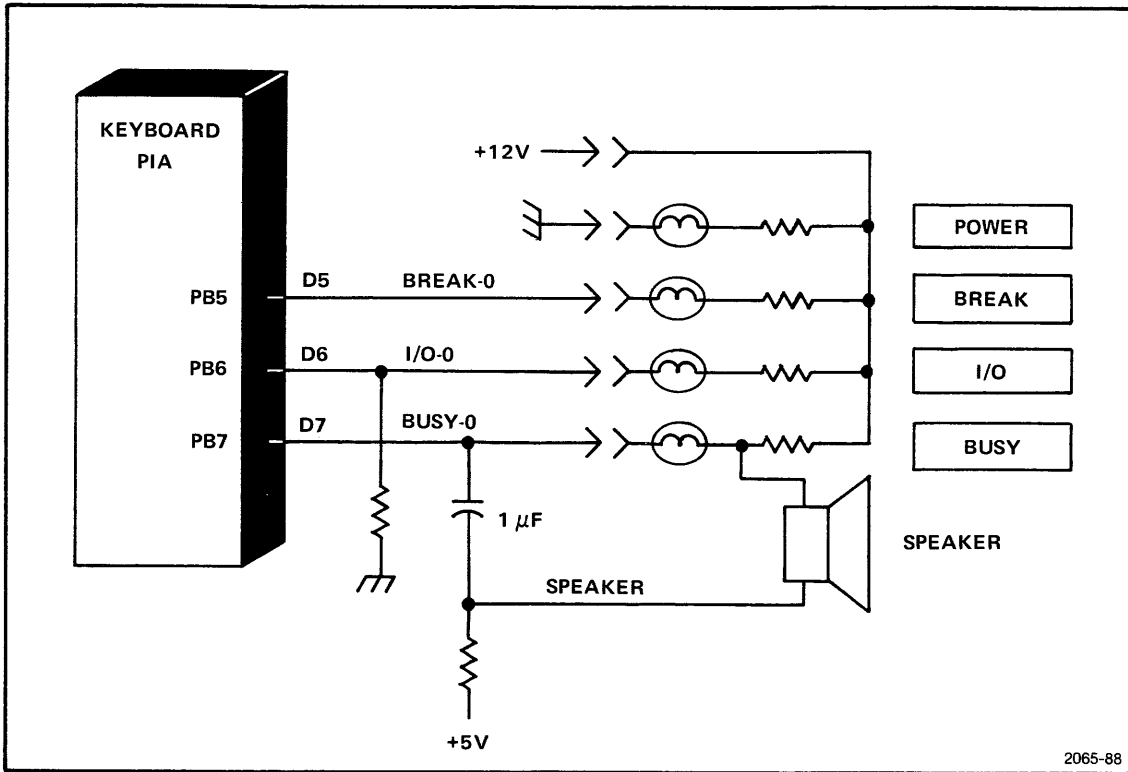 KEYBOARD
PIA
+12V
POWER
PB5
D5
BREAK-0
BREAK
PB6
D6
I/O-0
I/O
PB7
D7
BUSY-0
BUSY
1 μF
SPEAKER
SPEAKER
+5V
2065-88